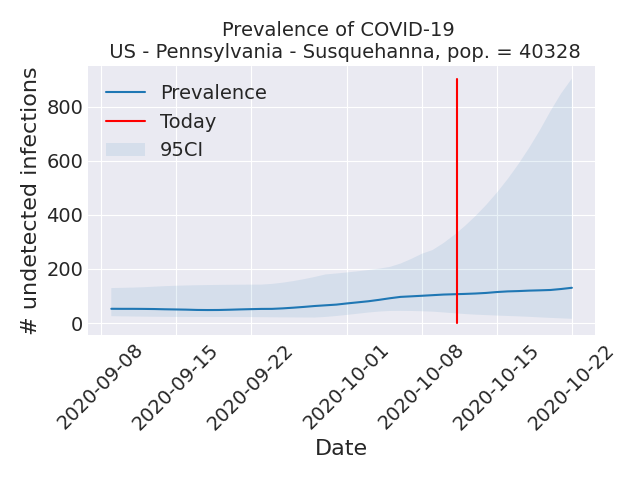 Prevalence of COVID-19
US - Pennsylvania - Susquehanna, pop. = 40328
# undetected infections
800
600
400
200
0
Prevalence
Today
95CI
2020-09-08
2020-09-15
2020-09-22
2020-10-01
2020-10-08
2020-10-15
2020-10-22
Date